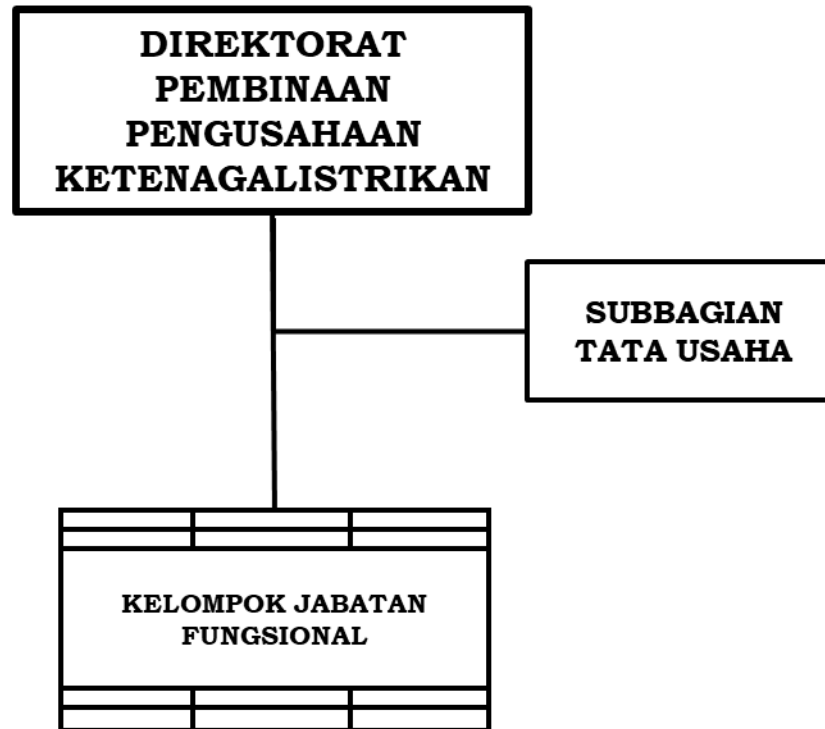 DIREKTORAT
PEMBINAAN
PENGUSAHAAN
KETENAGALISTRIKAN
SUBBAGIAN
TATA USAHA
KELOMPOK JABATAN
FUNGSIONAL